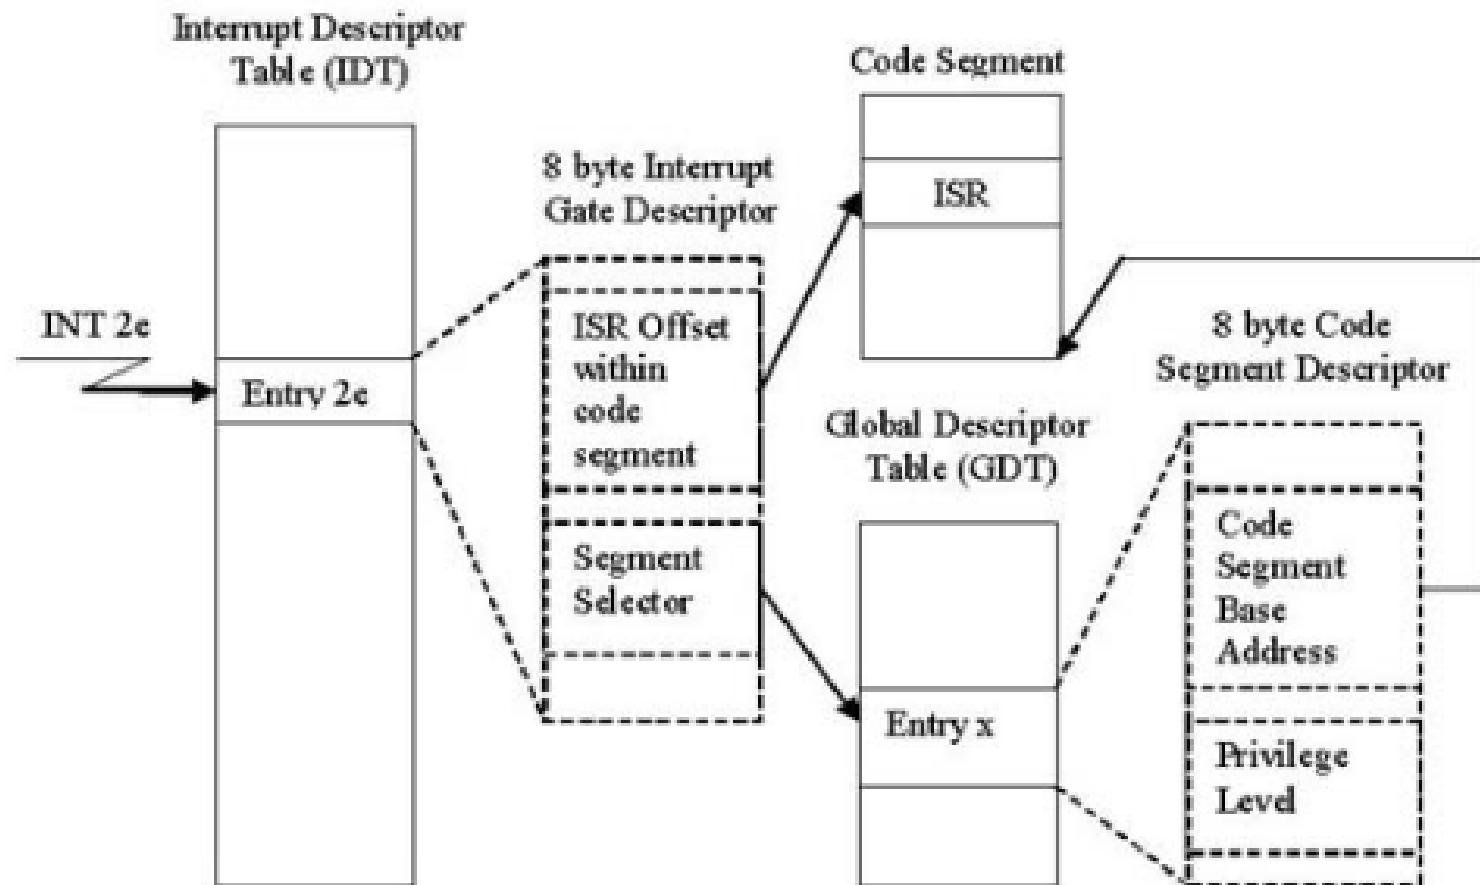 Interrupt Descriptor
Table (IDT)
Code Segment
8 byte Interrupt
Gate Descriptor
ISR
INT 2e
Entry 2e
ISR Offset
within
code
segment
Segment
Selector
8 byte Code
Segment Descriptor
Global Descriptor
Table (GDT)
Entry x
Code
Segment
Base
Address
Privilege
Level